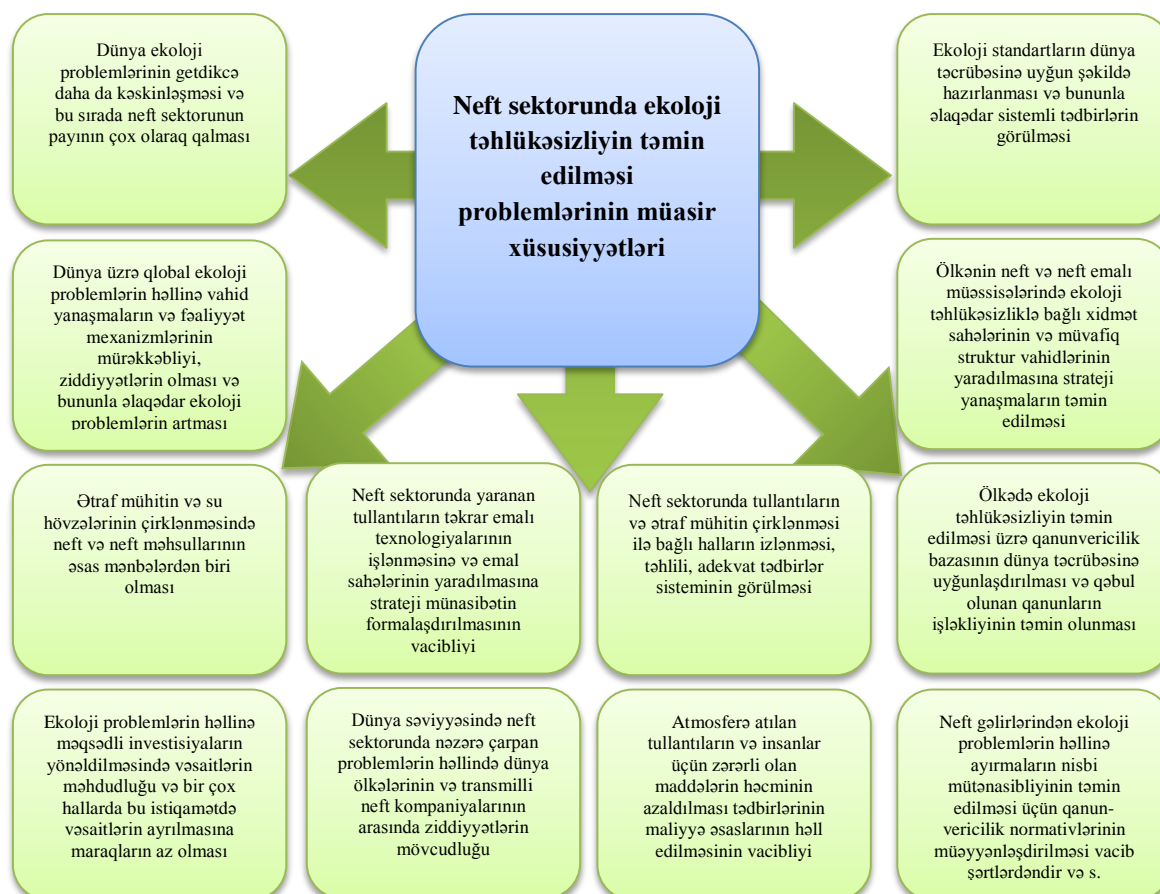 Neft sektorunda ekoloji
təhlükəsizliyin təmin
edilməsi
problemlərinin müasir
xüsusiyyətləri
Dünya ekoloji
problemlərinin getdikcə
daha da kəskinləşməsi və
bu sırada neft sektorunun
payının çox olaraq qalması
Ekoloji standartların dünya
təcrübəsinə uyğun şəkildə
hazırlanması və bununla
əlaqədar sistemli tədbirlərin
görülməsi
Dünya üzrə qlobal ekoloji
problemlərin həllinə vahid
yanaşmaların və fəaliyyət
mexanizmlərinin
mürəkkəbliyi,
ziddiyyətlərin olması və
bununla əlaqədar ekoloji
problemlərin artması
Ölkənin neft və neft emalı
müəssisələrində ekoloji
təhlükəsizliklə bağlı xidmət
sahələrinin və müvafiq
struktur vahidlərinin
yaradılmasına strateji
yanaşmaların təmin
edilməsi
Ətraf mühitin və su
hövzələrinin çirklənməsində
neft və neft məhsullarının
əsas mənbələrdən biri
olması
Neft sektorunda yaranan
tullantıların təkrar emalı
texnologiyalarının
işlənməsinə və emal
sahələrinin yaradılmasına
strateji münasibətin
formalaşdırılmasının
vacibliyi
Neft sektorunda tullantıların
və ətraf mühitin çirklənməsi
ilə bağlı halların izlənməsi,
təhlili, adekvat tədbirlər
sisteminin görülməsi
Ölkədə ekoloji
təhlükəsizliyin təmin
edilməsi üzrə qanunvericilik
bazasının dünya təcrübəsinə
uyğunlaşdırılması və qəbul
olunan qanunların
işləkliyinin təmin olunması
Ekoloji problemlərin həllinə
məqsədli investisiyaların
yönəldilməsində vəsaitlərin
məhdudluğu və bir çox
hallarda bu istiqamətdə
vəsaitlərin ayrılmasına
maraqların az olması
Dünya səviyyəsində neft
sektorunda nəzərə çarpan
problemlərin həllində dünya
ölkələrinin və transmilli
neft kompaniyalarının
arasında ziddiyyətlərin
mövcudluğu
Atmosferə atılan
tullantıların və insanlar
üçün zərərli olan
maddələrin həcminin
azaldılması tədbirlərinin
maliyyə əsaslarının həll
edilməsinin vacibliyi
Neft gəlirlərindən ekoloji
problemlərin həllinə
ayırmaların nisbi
mütənasibliyinin təmin
edilməsi üçün qanun-
vericilik normativlərinin
müəyyənləşdirilməsi vacib
şərtlərdəndir və s.